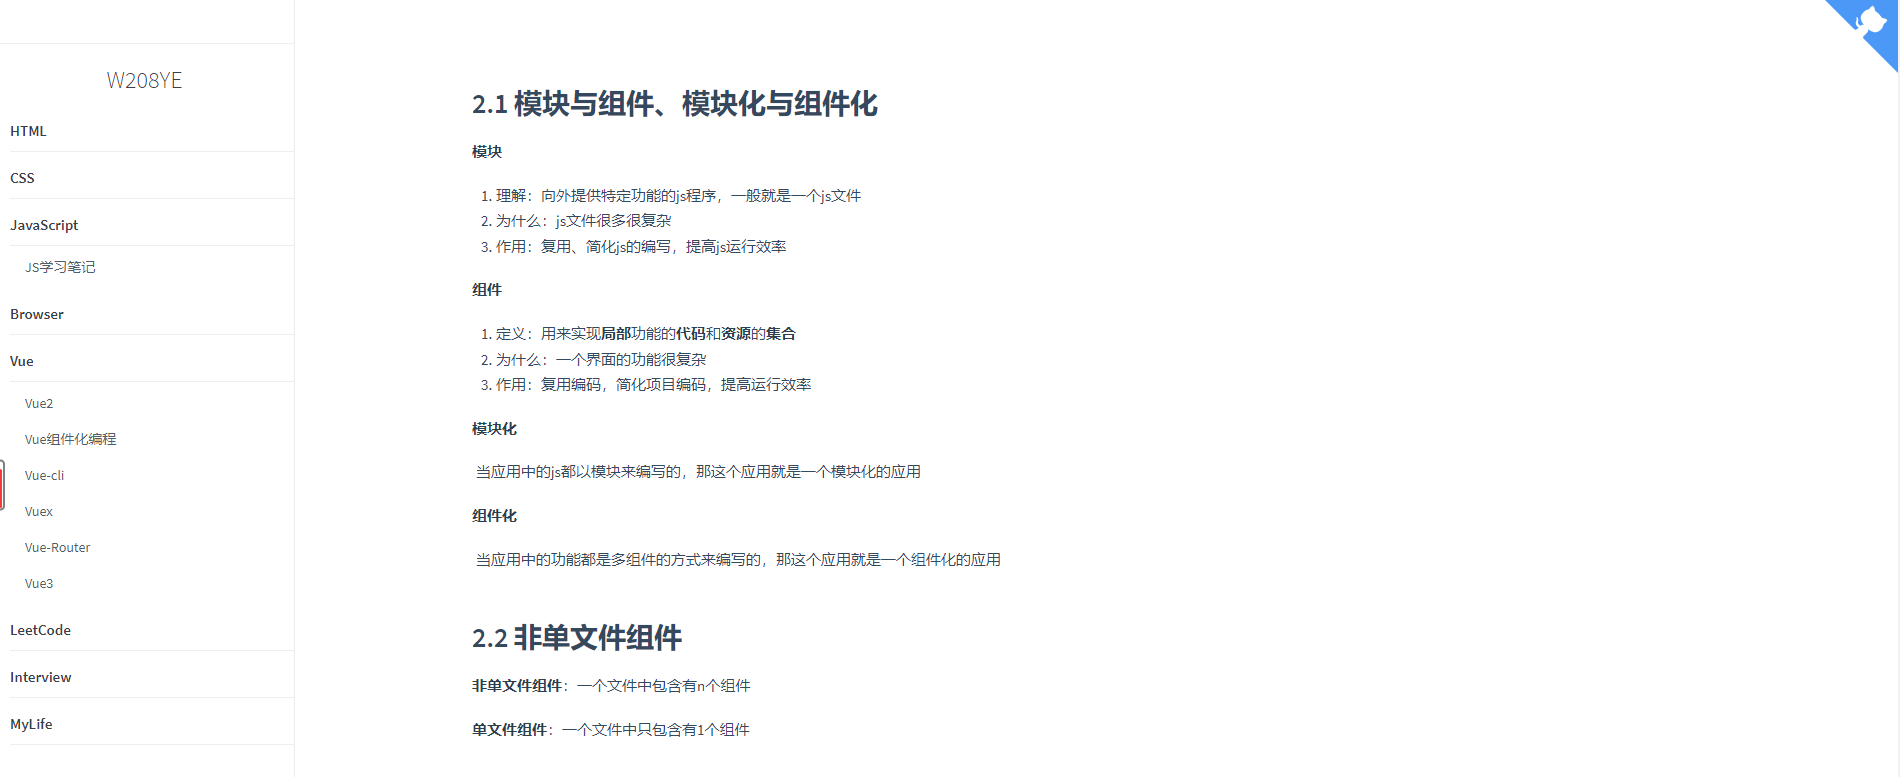 W208YE
HTML
CSS
JavaScript
JS学习笔记
Browser
Vue
Vue2
Vue组件化编程
Vue-cli
Vuex
Vue-Router
Vue3
LeetCode
Interview
MyLife
2.1 模块与组件、模块化与组件化
模块
1. 理解：向外提供特定功能的js程序，一般就是一个js文件
2. 为什么：js文件很多很复杂
3. 作用：复用、简化js的编写，提高js运行效率
组件
1. 定义：用来实现局部功能的代码和资源的集合
2. 为什么：一个界面的功能很复杂
3. 作用：复用编码，简化项目编码，提高运行效率
模块化
当应用中的js都以模块来编写的，那这个应用就是一个模块化的应用
组件化
当应用中的功能都是多组件的方式来编写的，那这个应用就是一个组件化的应用
2.2 非单文件组件
非单文件组件：一个文件中包含有n个组件
单文件组件：一个文件中只包含有1个组件